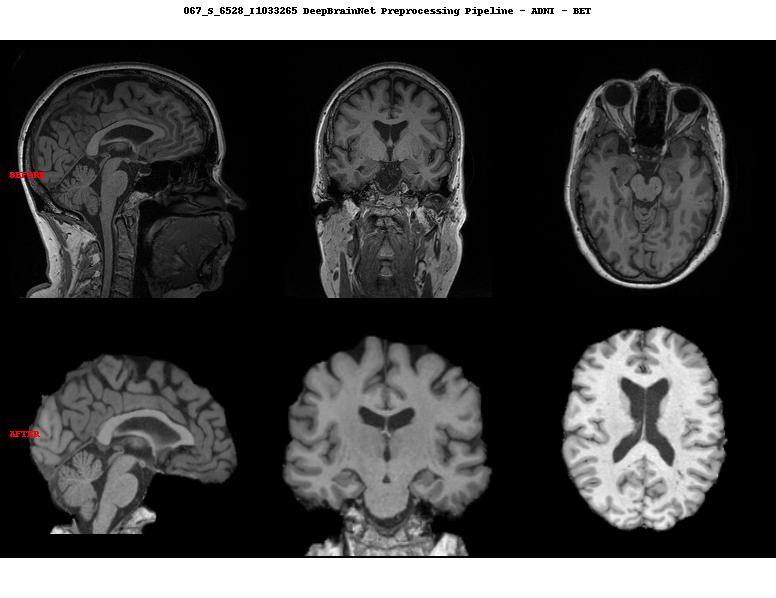 067_S_6528_I1033265 DeepBrainNet Preprocessing Pipeline - ADNI - BET
BEFORE
AFTER